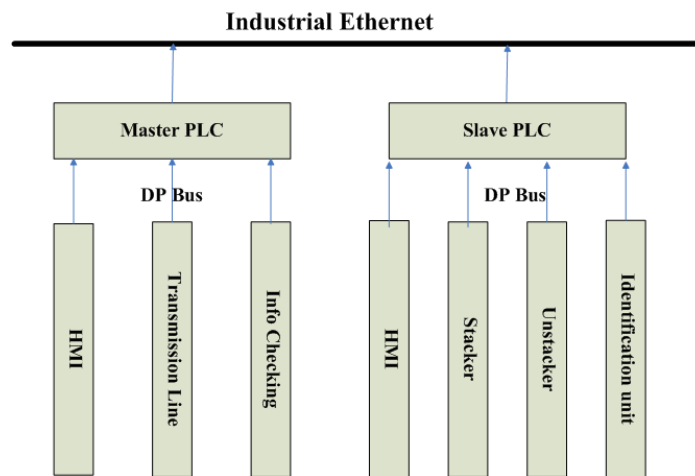 Industrial Ethernet
Master PLC
Slave PLC
DP Bus
DP Bus
HMI
Transmission Line
Info Checking
HMI
Stacker
Unstacker
Identification unit